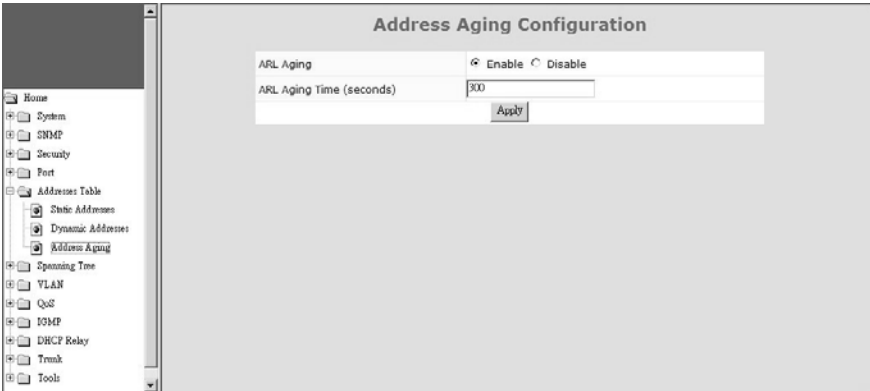 Home
System
SNMP
Security
Port
Addresses Table
Static Addresses
Dynamic Addresses
Address Aging
Spanning Tree
VLAN
QoS
IGMP
DHCP Relay
Trunk
Tools
Address Aging Configuration
ARL Aging Enable Disable
ARL Aging Time (seconds) 300
Apply